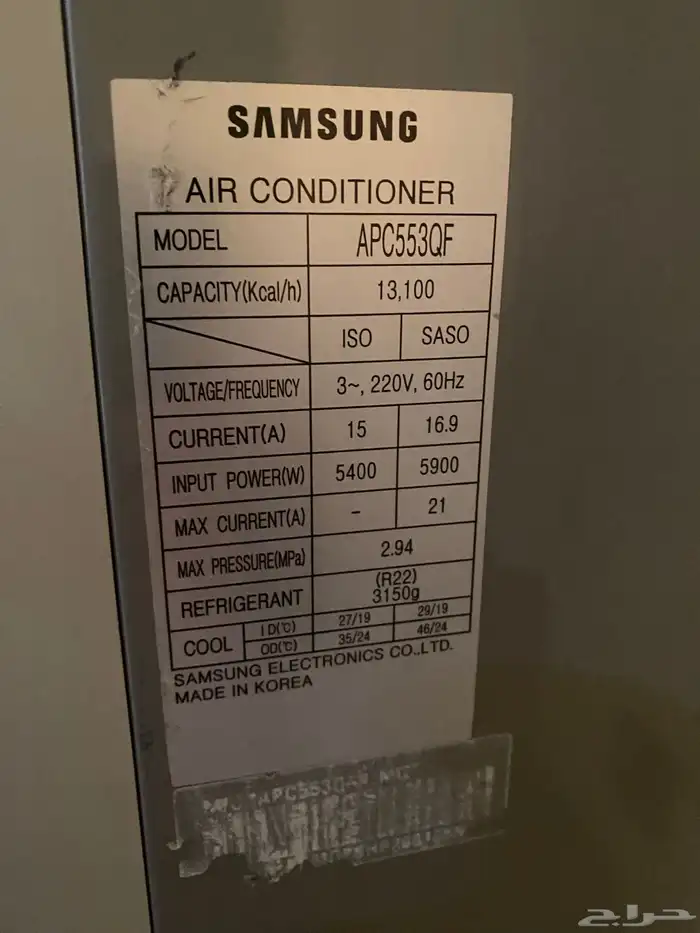 SAMSUNG
AIR CONDITIONER
MODEL APC553QF
CAPACITY(Kcal/h) 13,100
ISO SASO
VOLTAGE/FREQUENCY 3~, 220V, 60Hz
CURRENT(A) 15 16.9
INPUT POWER(W) 5400 5900
MAX CURRENT(A) - 21
MAX PRESSURE(MPa) 2.94
REFRIGERANT (R22) 3150g
COOL ID(℃) 27/19 29/19
OD(℃) 35/24 46/24
SAMSUNG ELECTRONICS CO.,LTD.
MADE IN KOREA
حراج